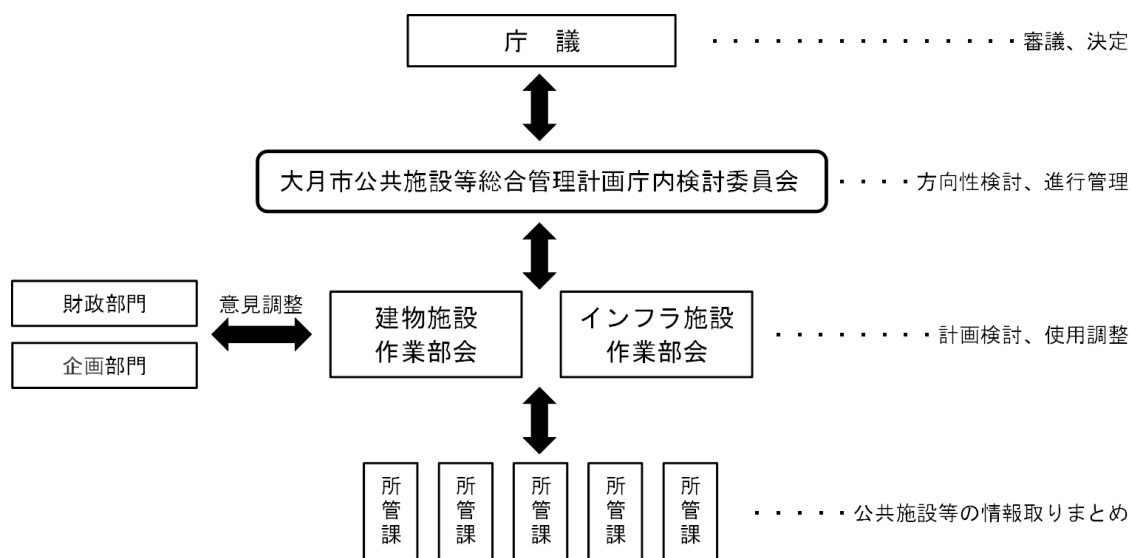 庁　議
・・・・・・・・・・・・・・・審議、決定
大月市公共施設等総合管理計画庁内検討委員会
・・・・方向性検討、進行管理
財政部門
企画部門
意見調整
建物施設
作業部会
インフラ施設
作業部会
・・・・・・・・計画検討、使用調整
所管課
所管課
所管課
所管課
所管課
・・・・・公共施設等の情報取りまとめ